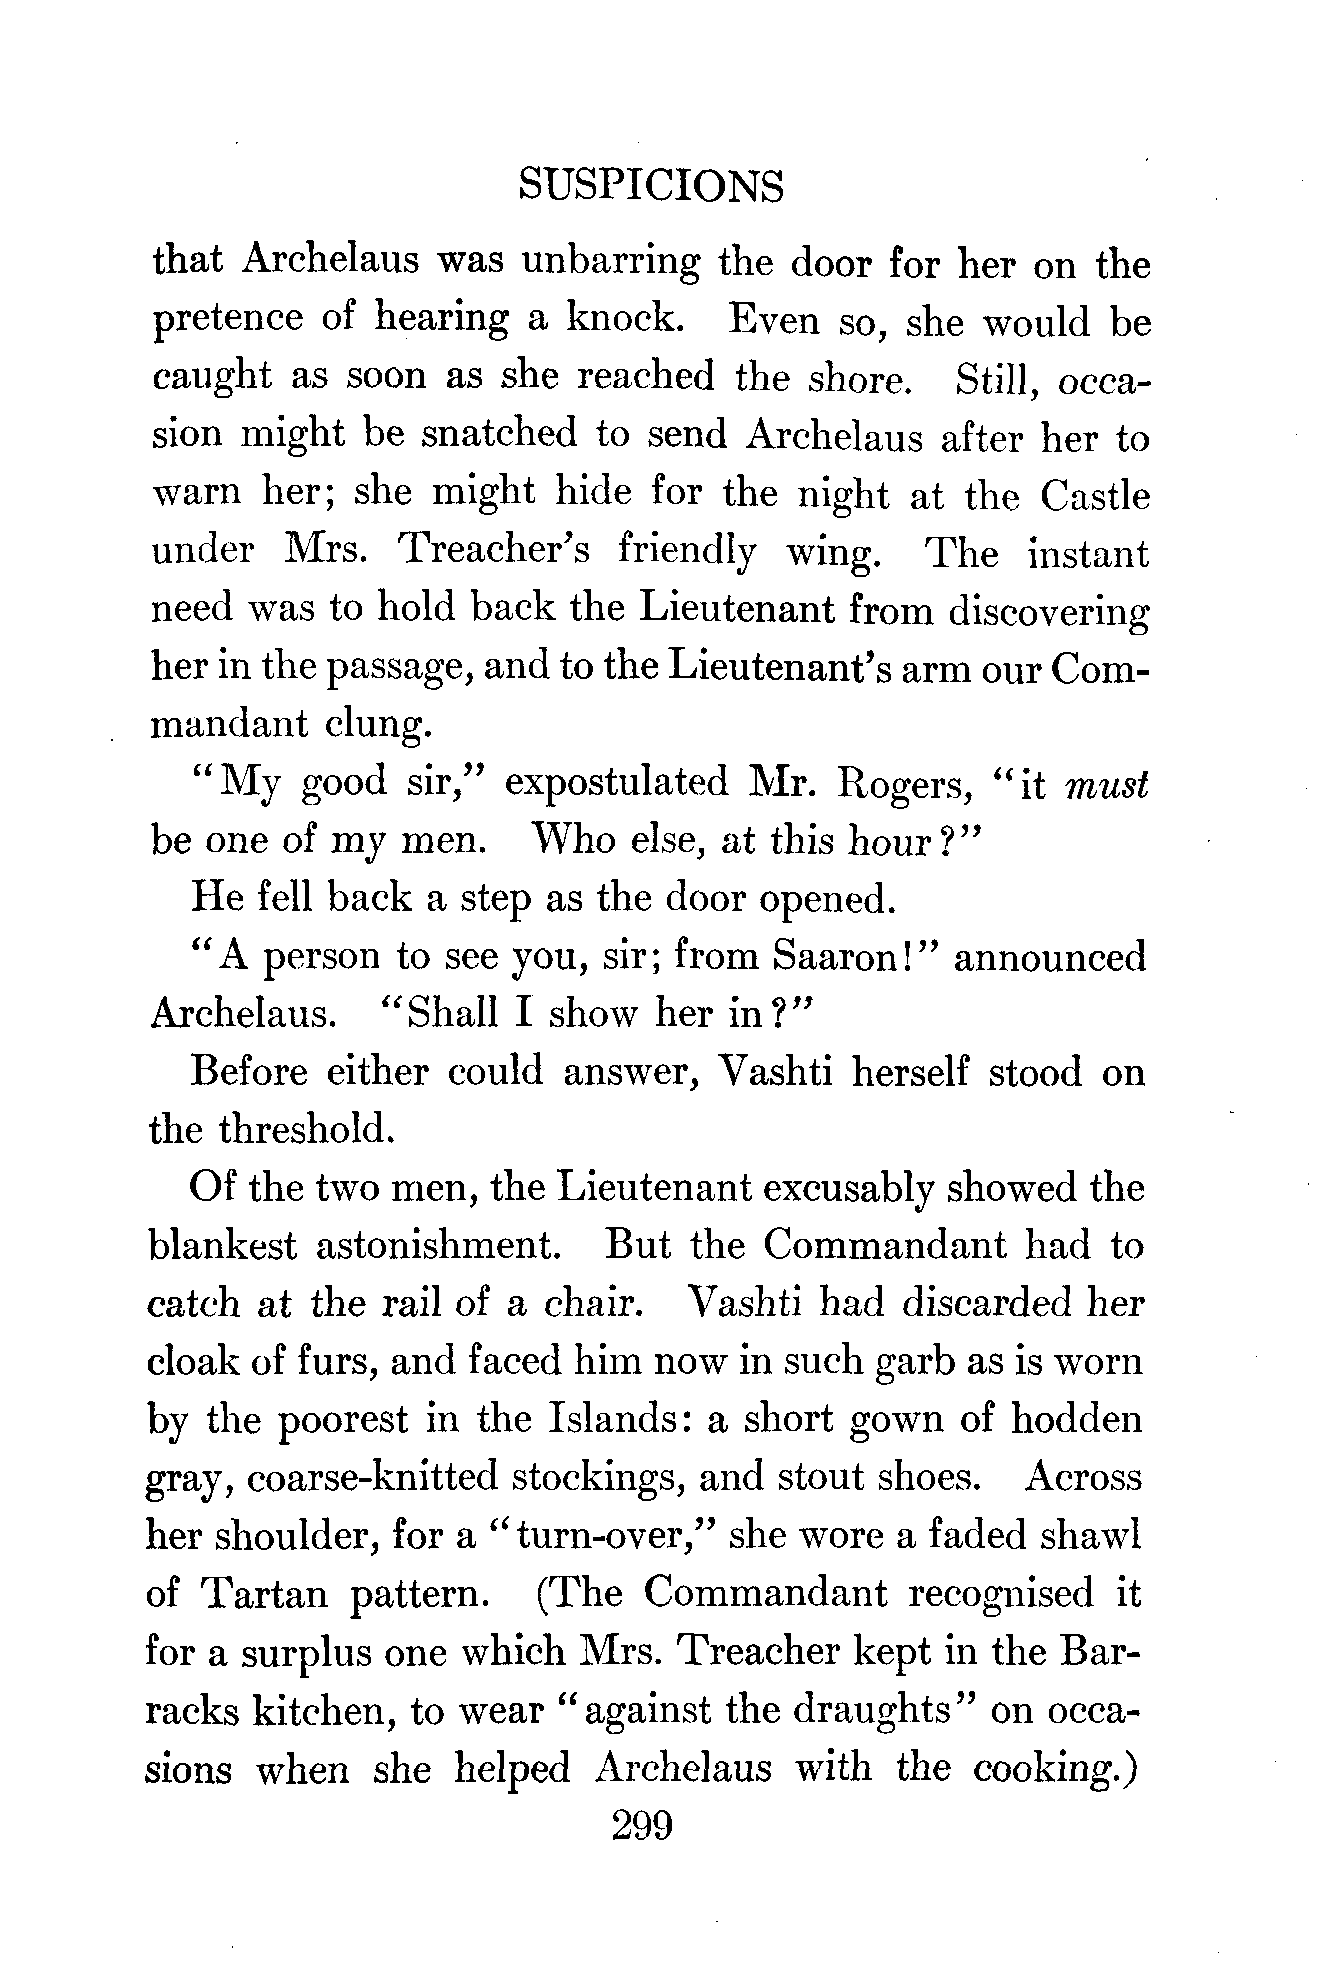 SUSPICIONS
that Archelaus was unbarring the door for her on the
pretence of hearing a knock. Even so, she would be
caught as soon as she reached the shore. Still, occa-
sion might be snatched to send Archelaus after her to
warn her; she might hide for the night at the Castle
under Mrs. Treacher's friendly wing. The instant
need was to hold back the Lieutenant from discovering
her in the passage, and to the Lieutenant's arm our Com-
mandant clung.
"My good sir," expostulated Mr. Rogers, "it must
be one of my men. Who else, at this hour?"
He fell back a step as the door opened.
"A person to see you, sir; from Saaron!" announced
Archelaus. "Shall I show her in?"
Before either could answer, Vashti herself stood on
the threshold.
Of the two men, the Lieutenant excusably showed the
blankest astonishment. But the Commandant had to
catch at the rail of a chair. Vashti had discarded her
cloak of furs, and faced him now in such garb as is worn
by the poorest in the Islands: a short gown of hodden
gray, coarse-knitted stockings, and stout shoes. Across
her shoulder, for a "turn-over," she wore a faded shawl
of Tartan pattern. (The Commandant recognised it
for a surplus one which Mrs. Treacher kept in the Bar-
racks kitchen, to wear "against the draughts" on occa-
sions when she helped Archelaus with the cooking.)
299